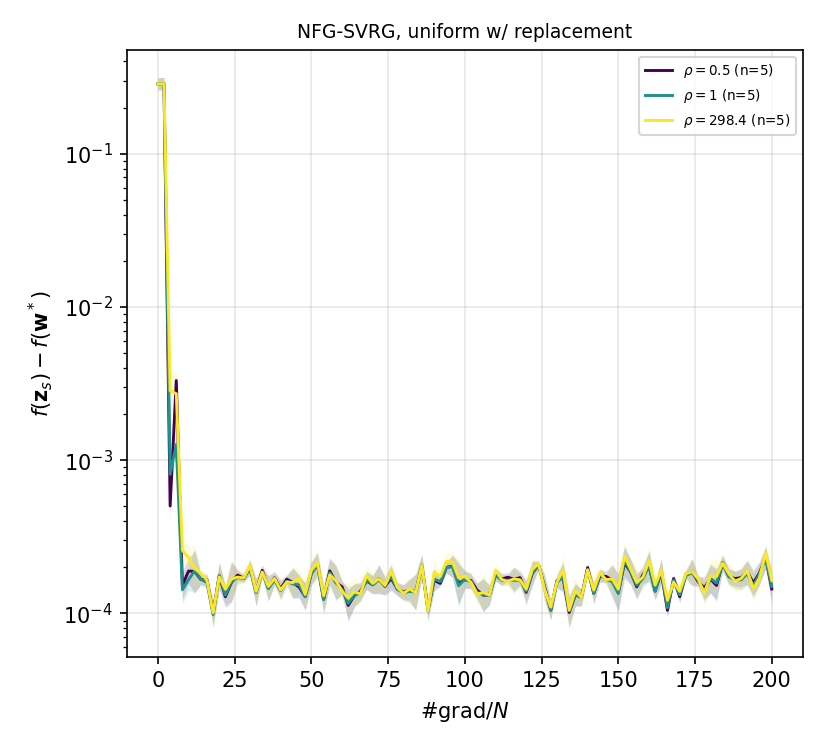 NFG-SVRG, uniform w/ replacement
ρ = 0.5 (n=5)
ρ = 1 (n=5)
ρ = 298.4 (n=5)
10⁻¹
10⁻²
10⁻³
10⁻⁴
f(𝐳ₛ) − f(𝐰*)
0 25 50 75 100 125 150 175 200
#grad/N